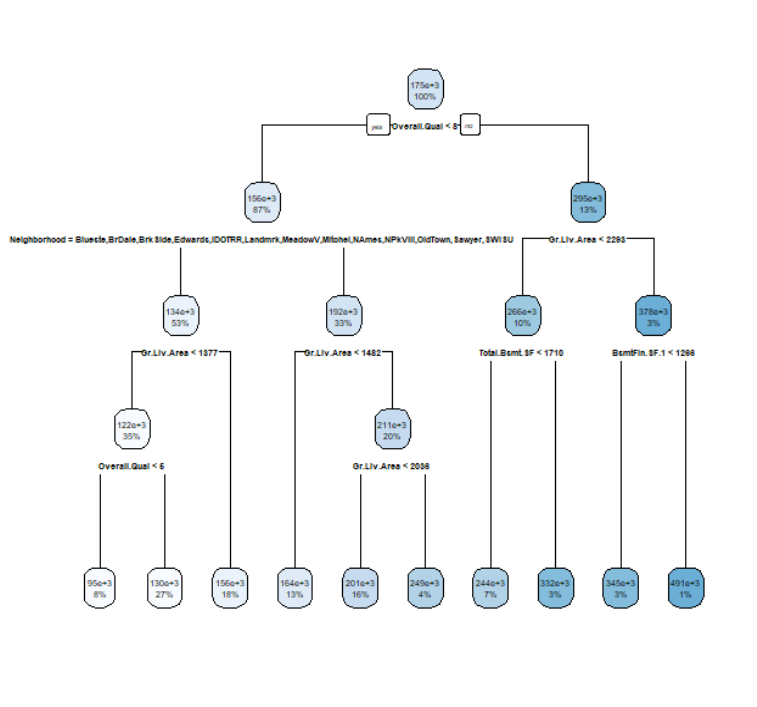 175e+3
100%
yes Overall.Qual < 8 no
156e+3
87%
295e+3
13%
Neighborhood = Blueste,BrDale,BrkSide,Edwards,IDOTRR,Landmrk,MeadowV,Mitchel,NAmes,NPkVill,OldTown,Sawyer,SWISU
Gr.Liv.Area < 2293
134e+3
53%
192e+3
33%
266e+3
10%
378e+3
3%
Gr.Liv.Area < 1377
Gr.Liv.Area < 1482
Total.Bsmt.SF < 1710
BsmtFin.SF.1 < 1266
122e+3
35%
211e+3
20%
Overall.Qual < 5
Gr.Liv.Area < 2036
95e+3
8%
130e+3
27%
156e+3
18%
164e+3
13%
201e+3
16%
249e+3
4%
244e+3
7%
332e+3
3%
345e+3
3%
491e+3
1%